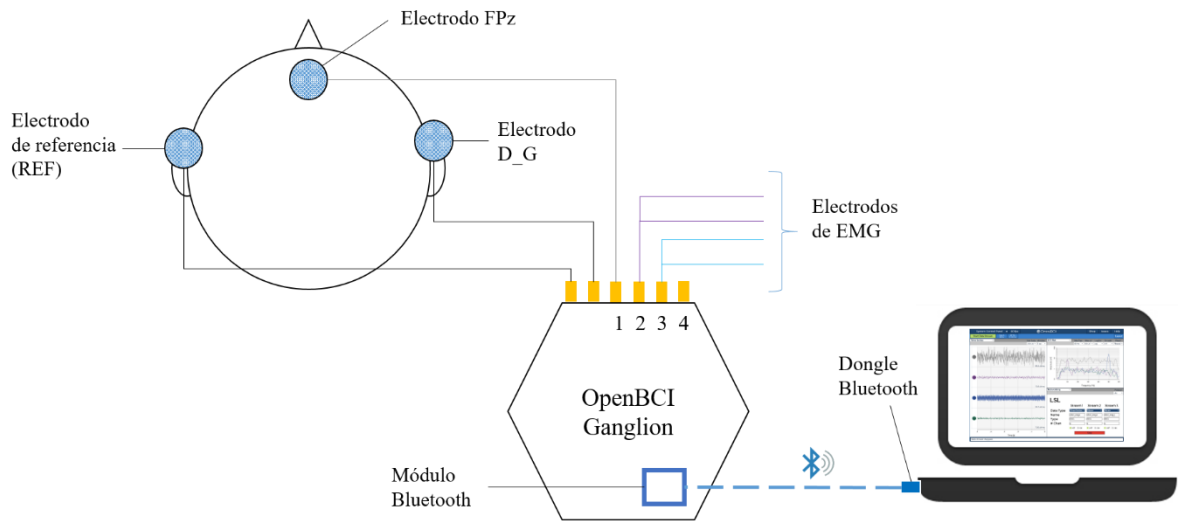 Electrodo FPz
Electrodo
de referencia
(REF)
Electrodo
D_G
Electrodos
de EMG
1 2 3 4
OpenBCI
Ganglion
Dongle
Bluetooth
Módulo
Bluetooth
LSL